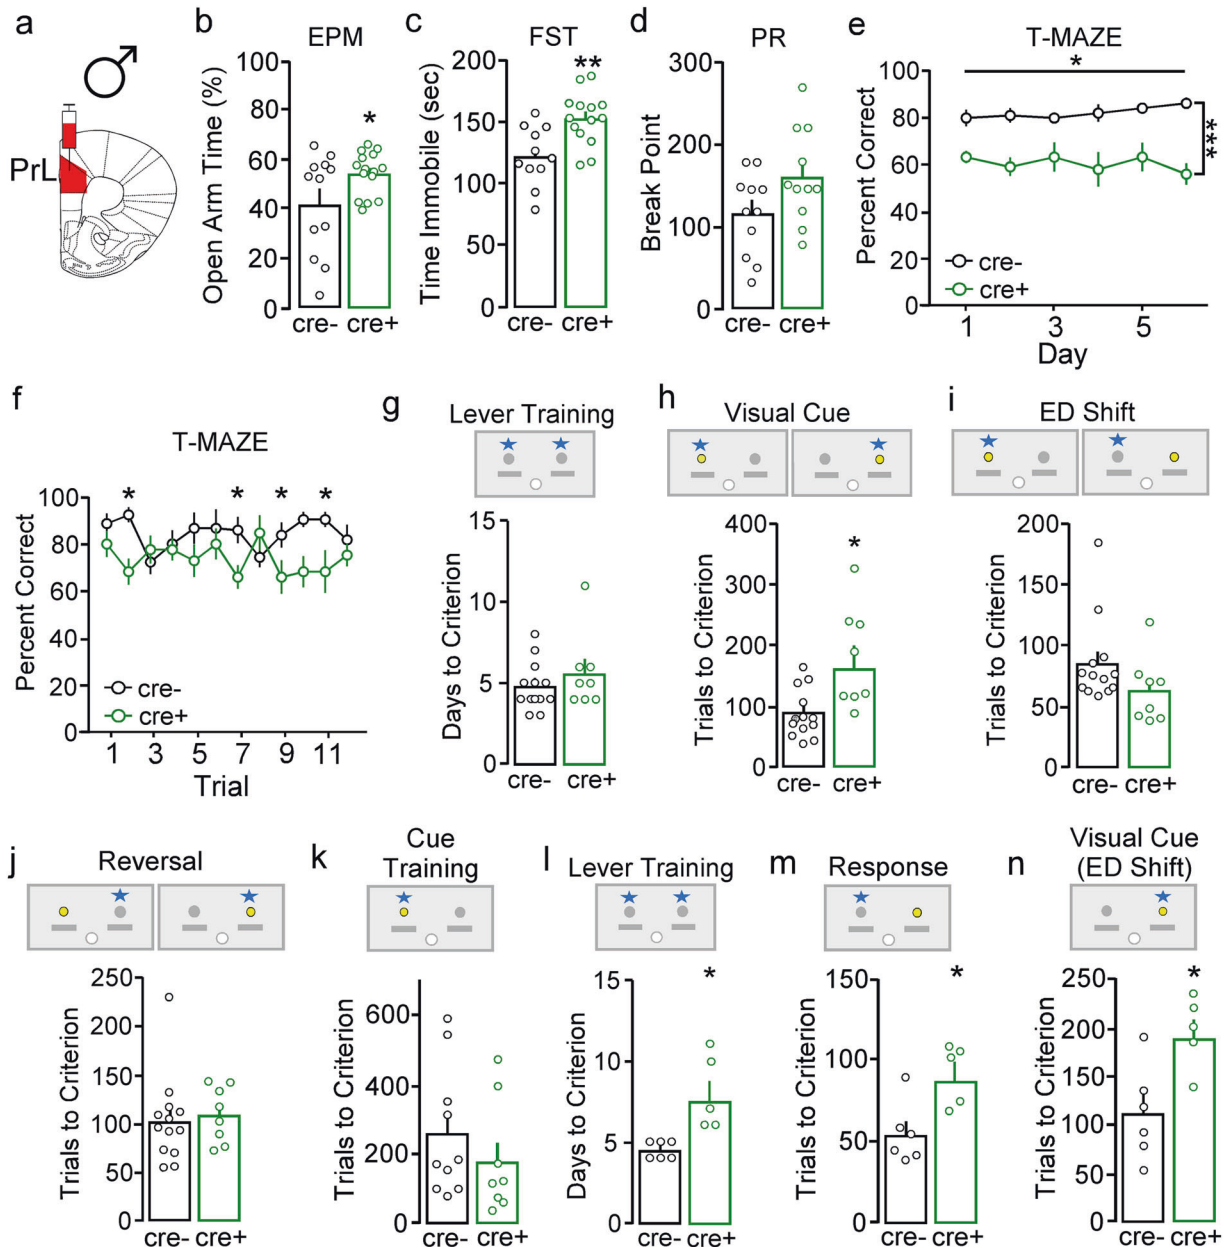 a
♂
PrL
b
EPM
Open Arm Time (%)
100
80
60
40
20
0
*
cre- cre+
c
FST
Time Immobile (sec)
200
150
100
50
0
**
cre- cre+
d
PR
Break Point
300
200
100
0
cre- cre+
e
T-MAZE
Percent Correct
100
80
60
40
20
0
*
***
cre-
cre+
1 3 5
Day
f
T-MAZE
Percent Correct
100
80
60
40
20
0
* * * *
cre-
cre+
1 3 5 7 9 11
Trial
g
Lever Training
Days to Criterion
15
10
5
0
cre- cre+
h
Visual Cue
Trials to Criterion
400
300
200
100
0
*
cre- cre+
i
ED Shift
Trials to Criterion
200
150
100
50
0
cre- cre+
j
Reversal
Trials to Criterion
250
200
150
100
50
0
cre- cre+
k
Cue
Training
Trials to Criterion
600
400
200
0
cre- cre+
l
Lever Training
Days to Criterion
15
10
5
0
*
cre- cre+
m
Response
Trials to Criterion
150
100
50
0
*
cre- cre+
n
Visual Cue
(ED Shift)
Trials to Criterion
250
200
150
100
50
0
*
cre- cre+